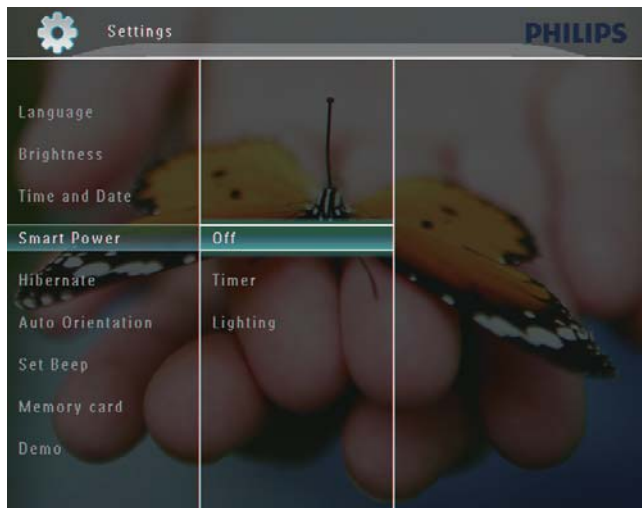 Settings
PHILIPS
Language
Brightness
Time and Date
Smart Power
Off
Hibernate
Timer
Auto Orientation
Lighting
Set Beep
Memory card
Demo